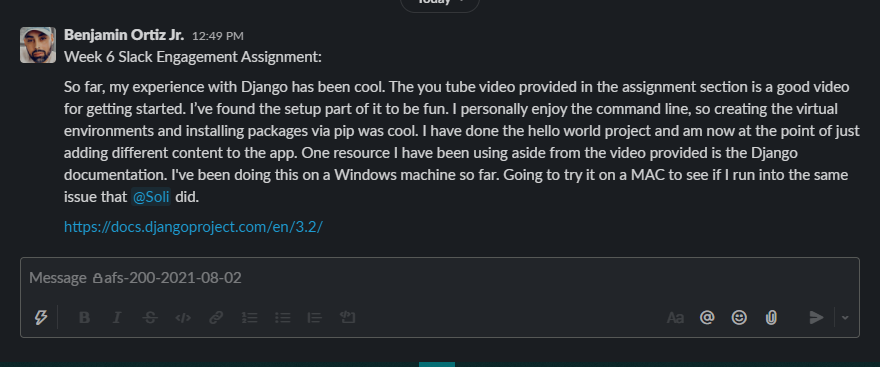 Today
Benjamin Ortiz Jr. 12:49 PM
Week 6 Slack Engagement Assignment:
So far, my experience with Django has been cool. The you tube video provided in the assignment section is a good video
for getting started. I've found the setup part of it to be fun. I personally enjoy the command line, so creating the virtual
environments and installing packages via pip was cool. I have done the hello world project and am now at the point of just
adding different content to the app. One resource I have been using aside from the video provided is the Django
documentation. I've been doing this on a Windows machine so far. Going to try it on a MAC to see if I run into the same
issue that @Soli did.
https://docs.djangoproject.com/en/3.2/
Message afs-200-2021-08-02
B I S Aa @